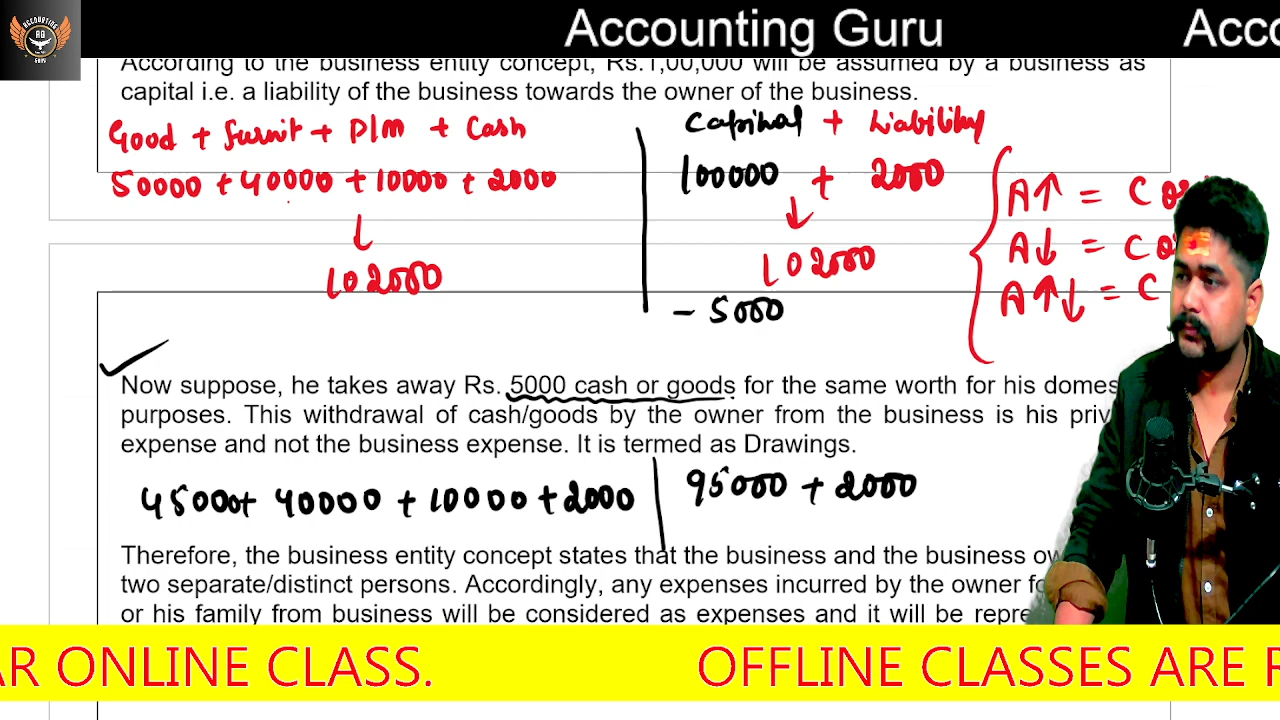 Accounting Guru
Acco
ACCOUNTING
AG
GURU
According to the business entity concept, Rs.1,00,000 will be assumed by a business as
capital i.e. a liability of the business towards the owner of the business.
Good + Furnit + P/M + Cash
Capital + Liability
50000 + 40000 + 10000 + 2000
100000 + 2000
↓
↓
102000
102000
- 5000
A↑ = C
A↓ = C
A↑↓ = C
Now suppose, he takes away Rs. 5000 cash or goods for the same worth for his domes
purposes. This withdrawal of cash/goods by the owner from the business is his priv
expense and not the business expense. It is termed as Drawings.
45000 + 40000 + 10000 + 2000 | 95000 + 2000
Therefore, the business entity concept states that the business and the business ow
two separate/distinct persons. Accordingly, any expenses incurred by the owner fo
or his family from business will be considered as expenses and it will be repre
AR ONLINE CLASS. OFFLINE CLASSES ARE R